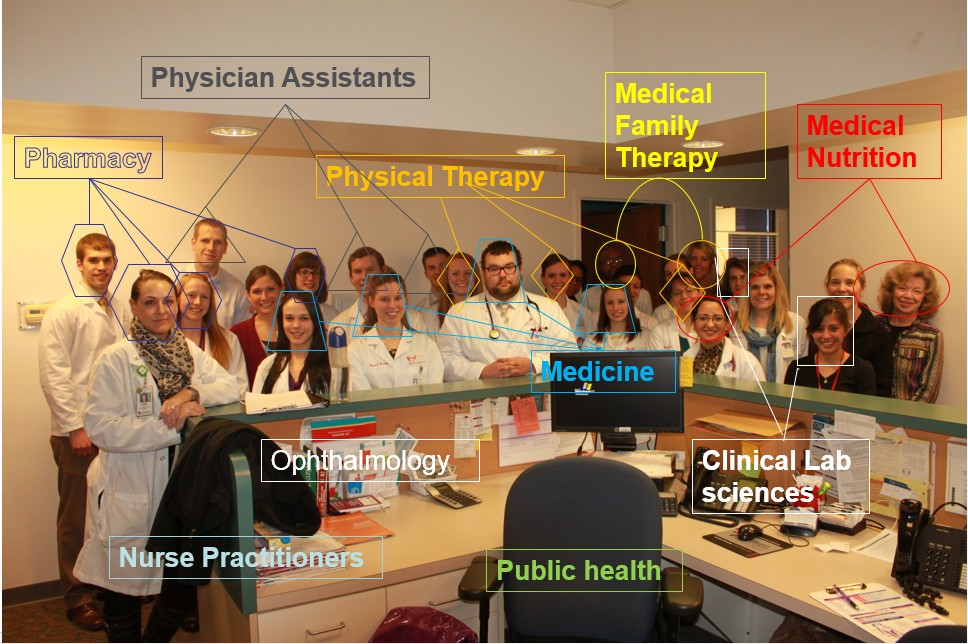 Physician Assistants
Medical
Family
Therapy
Medical
Nutrition
Pharmacy
Physical Therapy
Medicine
Ophthalmology
Clinical Lab
sciences
Nurse Practitioners
Public health